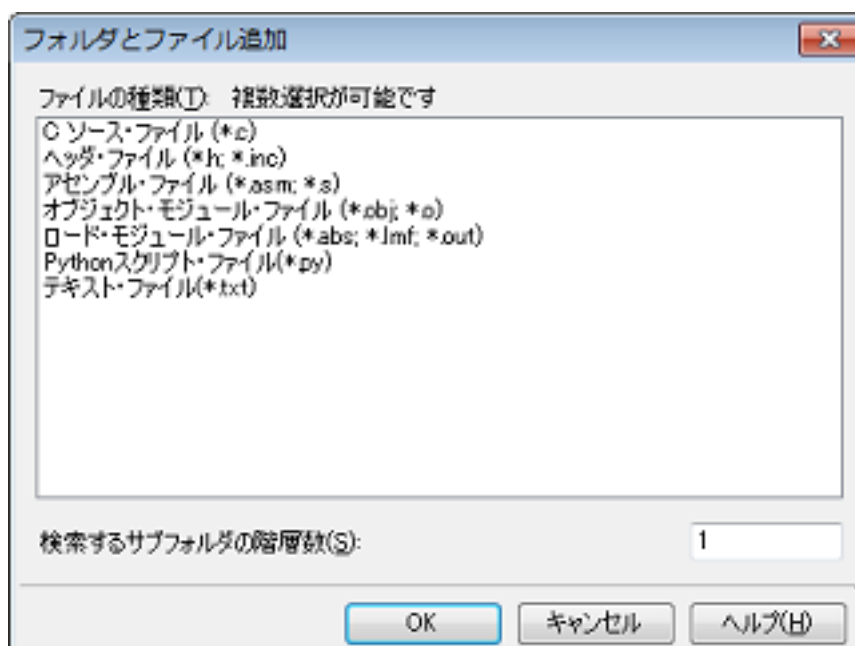 フォルダとファイル追加
ファイルの種類(T): 複数選択が可能です
C ソース・ファイル (*.c)
ヘッダ・ファイル (*.h; *.inc)
アセンブル・ファイル (*.asm; *.s)
オブジェクト・モジュール・ファイル (*.obj; *.o)
ロード・モジュール・ファイル (*.abs; *.lmf; *.out)
Pythonスクリプト・ファイル(*.py)
テキスト・ファイル(*.txt)
検索するサブフォルダの階層数(S): 1
OK キャンセル ヘルプ(H)